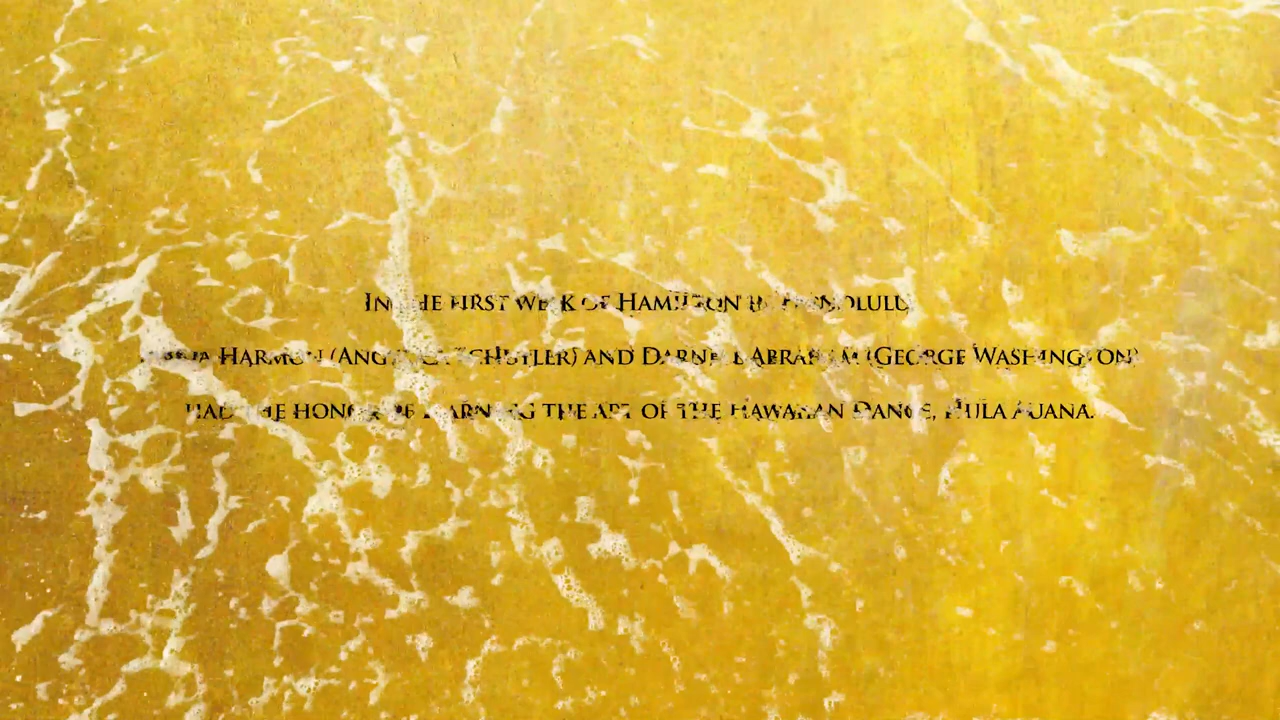 In the first week of Hamilton in Honolulu
Harmon (Angelica Schuyler) and Darnell Abraham (George Washington)
had the honor of learning the art of the Hawaiian Dance, Hula Auana.